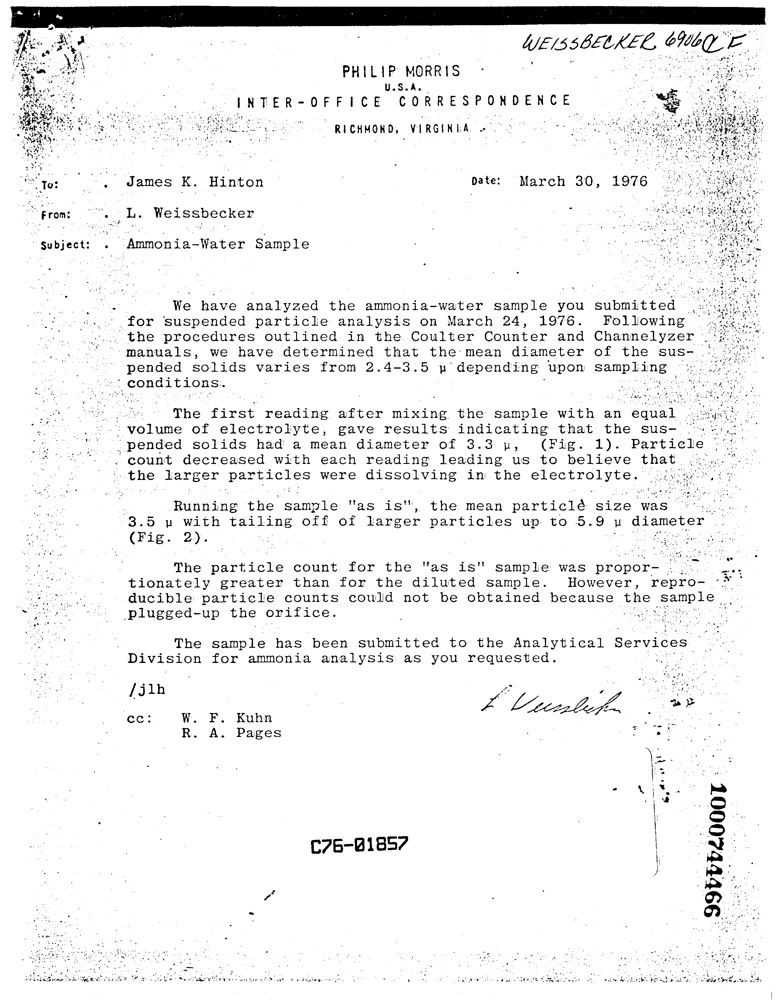 WEISSBECKER 6906
PHILIP MORRIS
U.S.A.
INTER-OFFICE CORRESPONDENCE
RICHMOND, VIRGINIA
To: James K. Hinton Date: March 30, 1976
From: L. Weissbecker
Subject: Ammonia-Water Sample
We have analyzed the ammonia-water sample you submitted
for suspended particle analysis on March 24, 1976. Following
the procedures outlined in the Coulter Counter and Channelyzer
manuals, we have determined that the mean diameter of the sus-
pended solids varies from 2.4-3.5 µ depending upon sampling
conditions.
The first reading after mixing the sample with an equal
volume of electrolyte, gave results indicating that the sus-
pended solids had a mean diameter of 3.3 µ, (Fig. 1). Particle
count decreased with each reading leading us to believe that
the larger particles were dissolving in the electrolyte.
Running the sample "as is", the mean particle size was
3.5 µ with tailing off of larger particles up to 5.9 µ diameter
(Fig. 2).
The particle count for the "as is" sample was propor-
tionately greater than for the diluted sample. However, repro-
ducible particle counts could not be obtained because the sample
plugged-up the orifice.
The sample has been submitted to the Analytical Services
Division for ammonia analysis as you requested.
/jlh
cc: W. F. Kuhn
R. A. Pages
C76-01857
1000744466